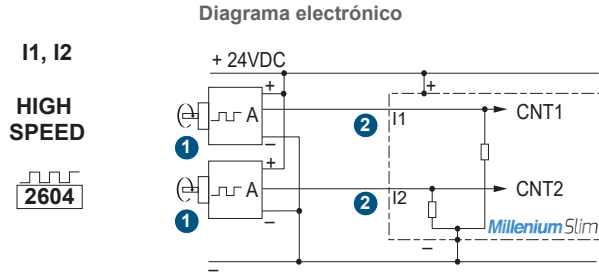 Diagrama electrónico
I1, I2
HIGH
SPEED
2604
+ 24VDC
+
A
–
1
+
A
–
1
2
I1
+
CNT1
2
I2
CNT2
Millenium Slim
–
–